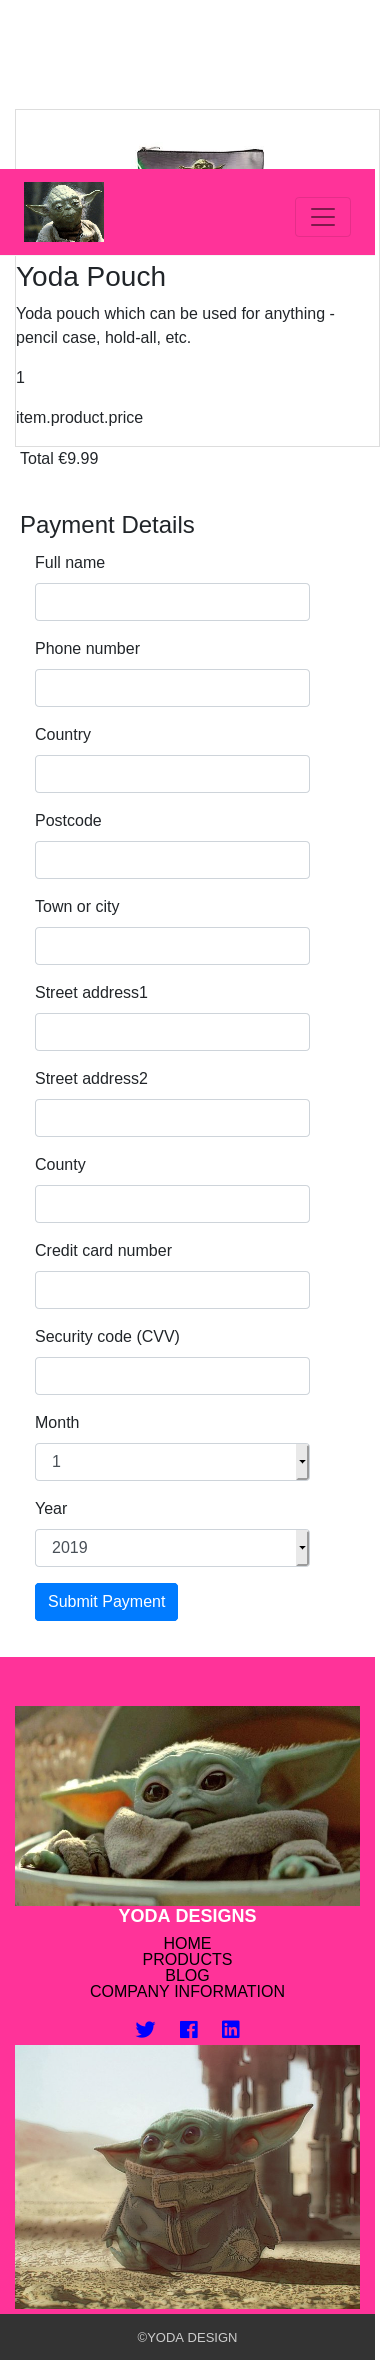 Yoda Pouch
Yoda pouch which can be used for anything -
pencil case, hold-all, etc.
1
item.product.price
Total €9.99
Payment Details
Full name
Phone number
Country
Postcode
Town or city
Street address1
Street address2
County
Credit card number
Security code (CVV)
Month
1
Year
2019
Submit Payment
YODA DESIGNS
HOME
PRODUCTS
BLOG
COMPANY INFORMATION
©YODA DESIGN